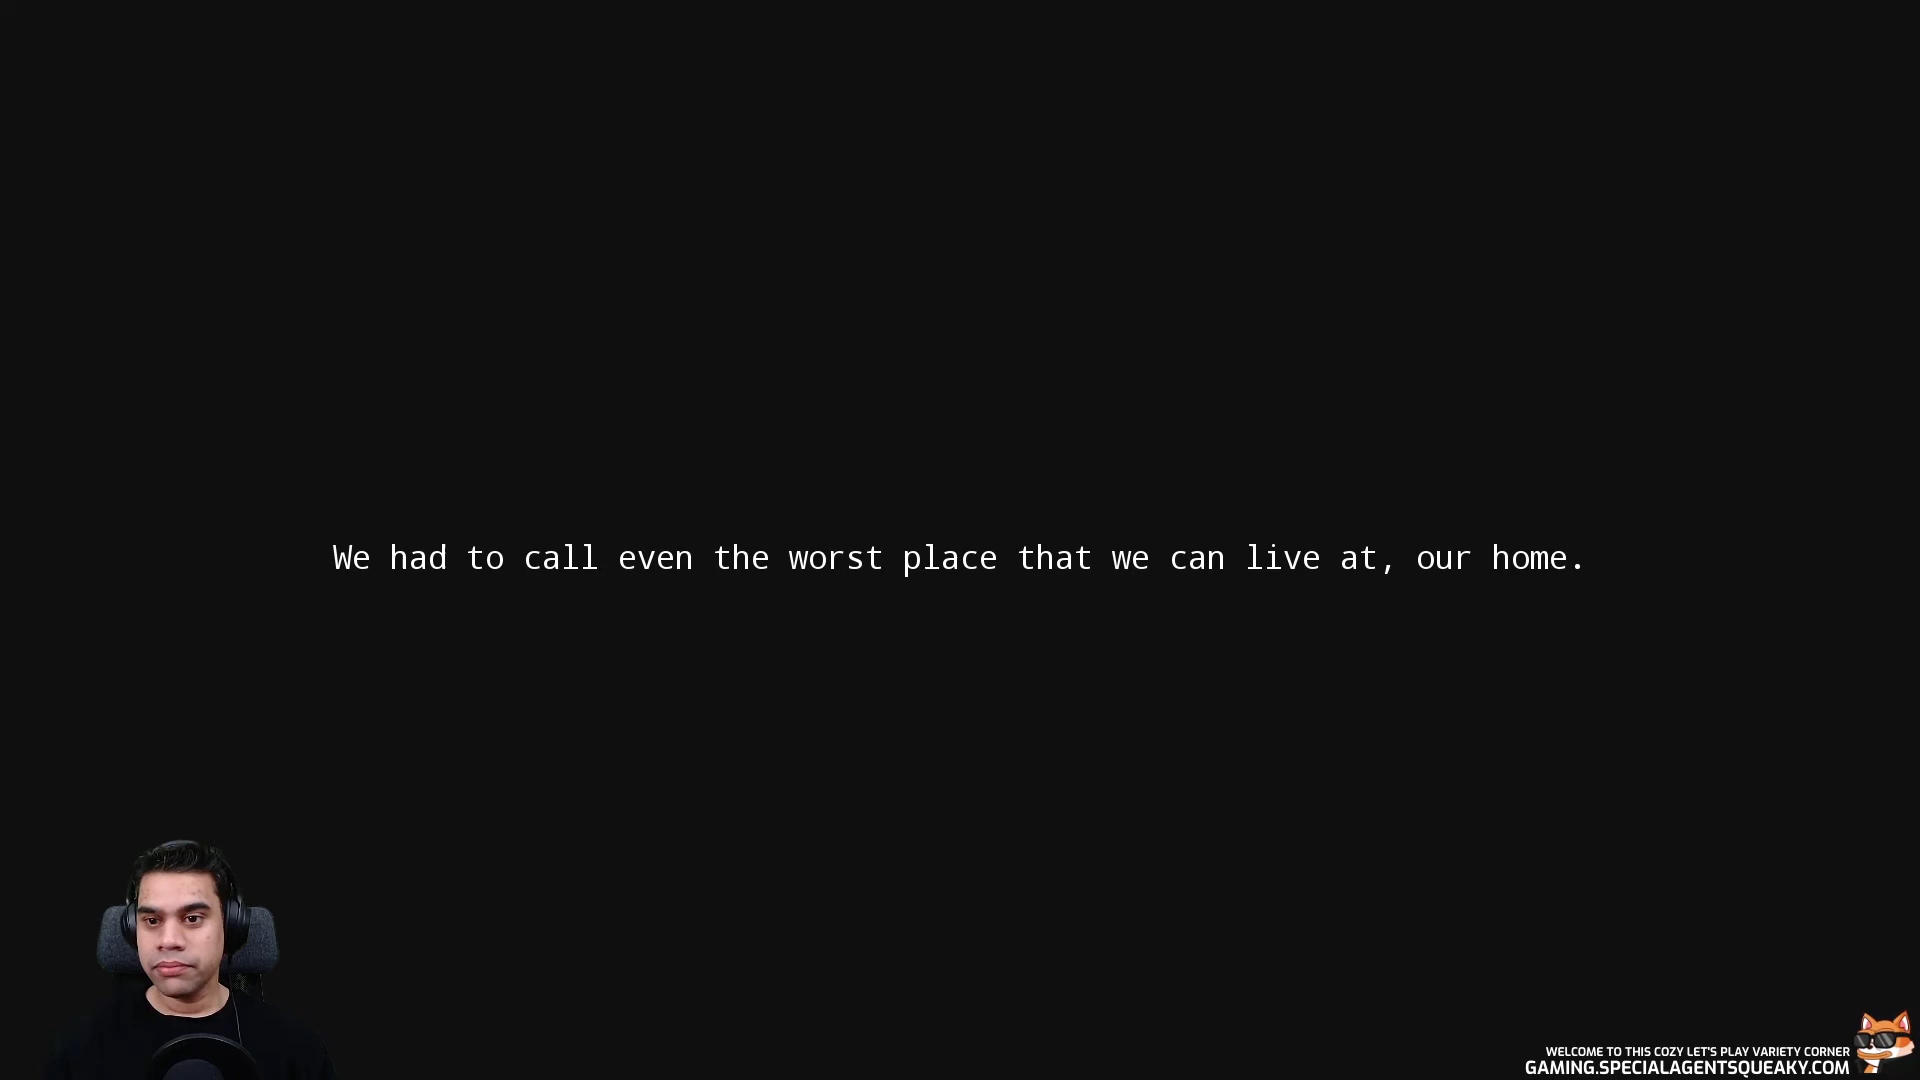 We had to call even the worst place that we can live at, our home.
WELCOME TO THIS COZY LET'S PLAY VARIETY CORNER
GAMING.SPECIALAGENTSQUEAKY.COM